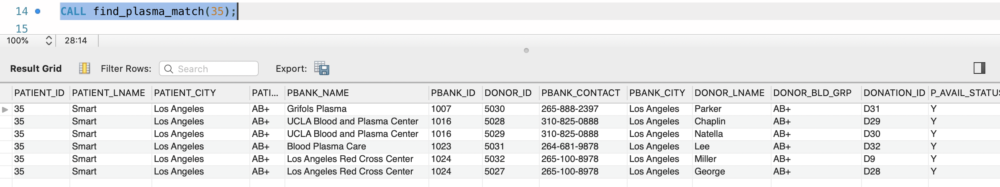 14 CALL find_plasma_match(35);
15
100% 28:14
Result Grid Filter Rows: Search Export:
PATIENT_ID PATIENT_LNAME PATIENT_CITY PATI... PBANK_NAME PBANK_ID DONOR_ID PBANK_CONTACT PBANK_CITY DONOR_LNAME DONOR_BLD_GRP DONATION_ID P_AVAIL_STATUS
35 Smart Los Angeles AB+ Grifols Plasma 1007 5030 265-888-2397 Los Angeles Parker AB+ D31 Y
35 Smart Los Angeles AB+ UCLA Blood and Plasma Center 1016 5028 310-825-0888 Los Angeles Chaplin AB+ D29 Y
35 Smart Los Angeles AB+ UCLA Blood and Plasma Center 1016 5029 310-825-0888 Los Angeles Natella AB+ D30 Y
35 Smart Los Angeles AB+ Blood Plasma Care 1023 5031 264-681-9878 Los Angeles Lee AB+ D32 Y
35 Smart Los Angeles AB+ Los Angeles Red Cross Center 1024 5032 265-100-8978 Los Angeles Miller AB+ D9 Y
35 Smart Los Angeles AB+ Los Angeles Red Cross Center 1024 5027 265-100-8978 Los Angeles George AB+ D28 Y